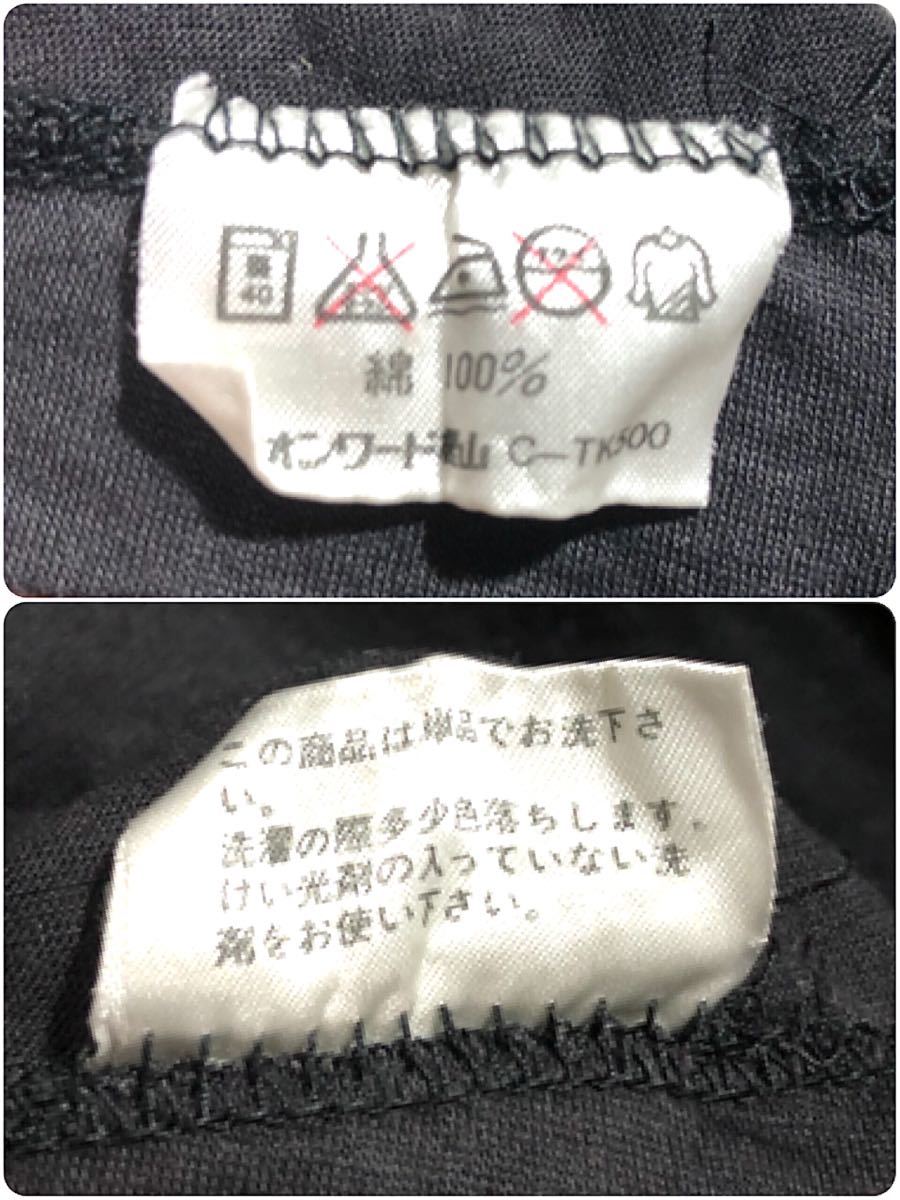 40
綿 100%
オンワード樫山 C-TK500
この商品は単品でお洗下さ
い。
洗濯の際多少色落ちします。
けい光剤の入っていない洗
剤をお使い下さい。